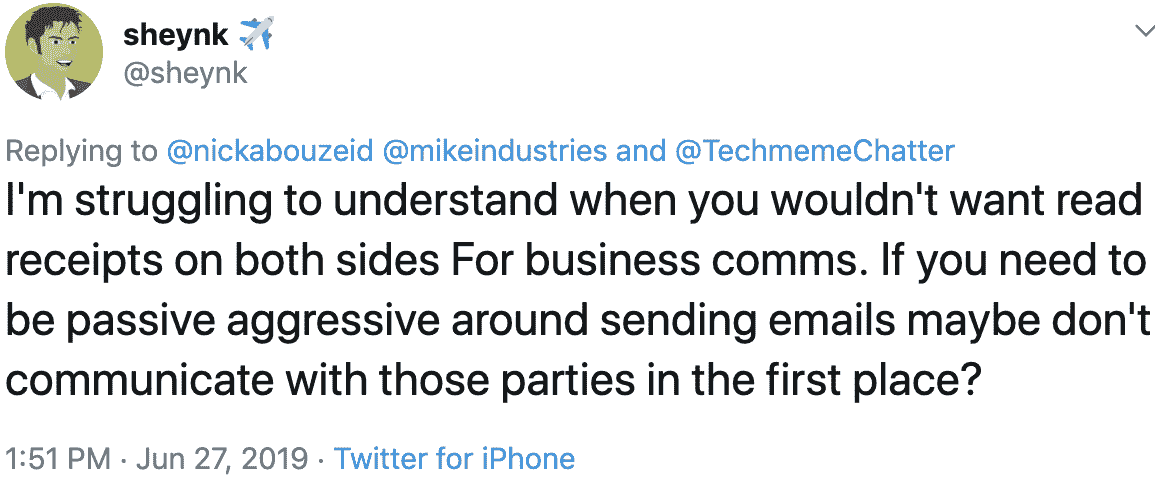 sheynk ✈️
@sheynk
Replying to @nickabouzeid @mikeindustries and @TechmemeChatter
I'm struggling to understand when you wouldn't want read
receipts on both sides For business comms. If you need to
be passive aggressive around sending emails maybe don't
communicate with those parties in the first place?
1:51 PM · Jun 27, 2019 · Twitter for iPhone